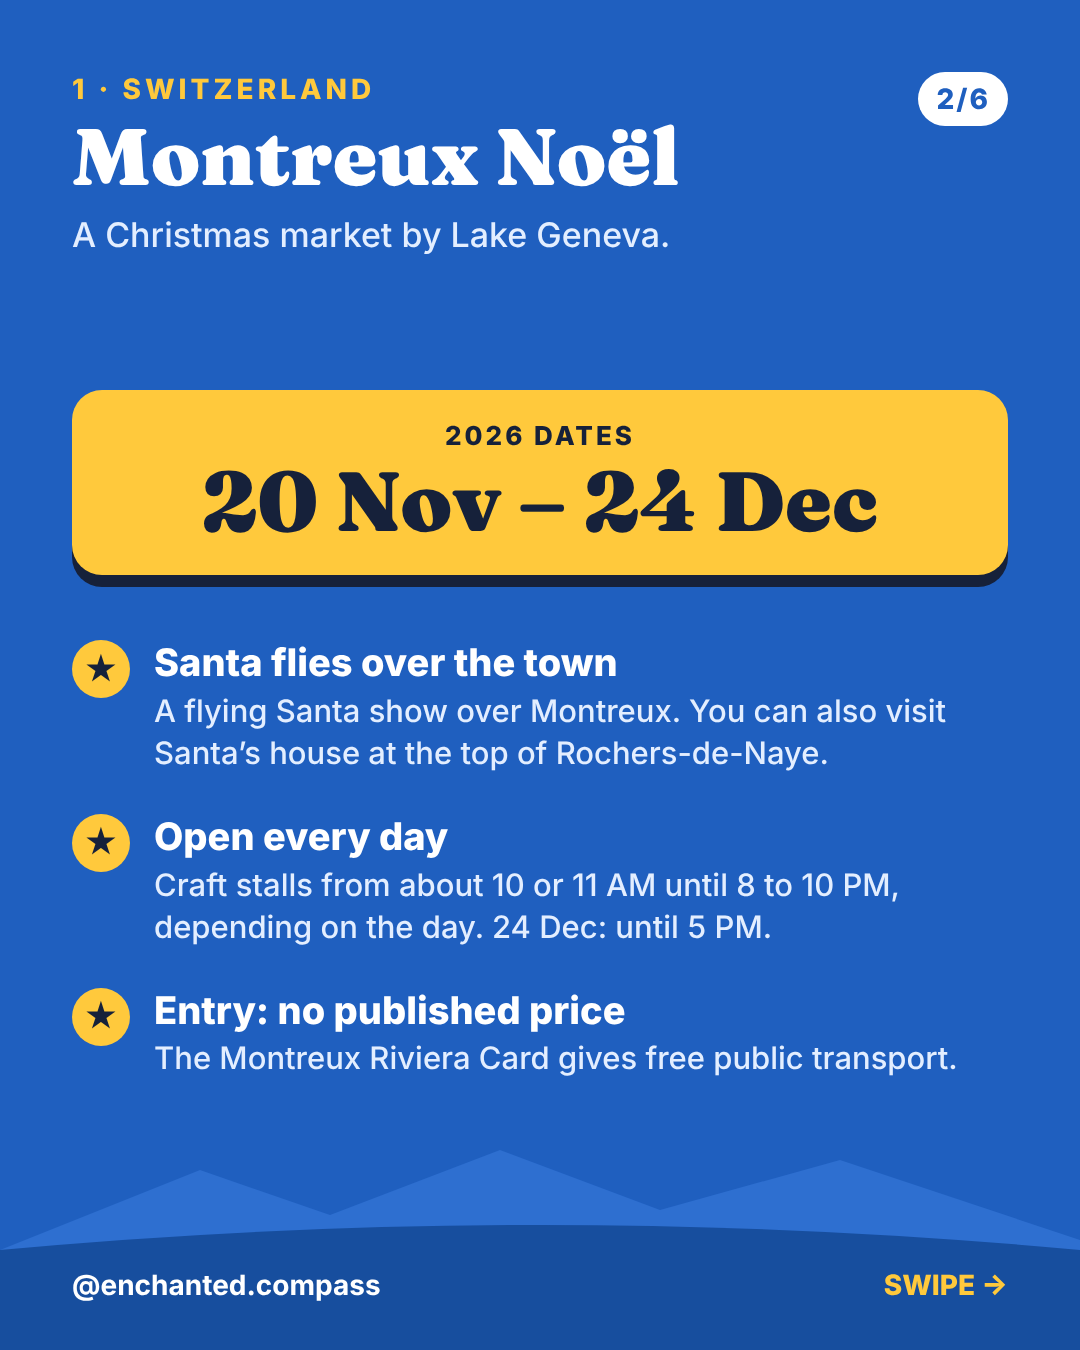 1 · SWITZERLAND
2/6
Montreux Noël
A Christmas market by Lake Geneva.
2026 DATES
20 Nov – 24 Dec
★ Santa flies over the town
A flying Santa show over Montreux. You can also visit
Santa’s house at the top of Rochers-de-Naye.
★ Open every day
Craft stalls from about 10 or 11 AM until 8 to 10 PM,
depending on the day. 24 Dec: until 5 PM.
★ Entry: no published price
The Montreux Riviera Card gives free public transport.
@enchanted.compass
SWIPE →